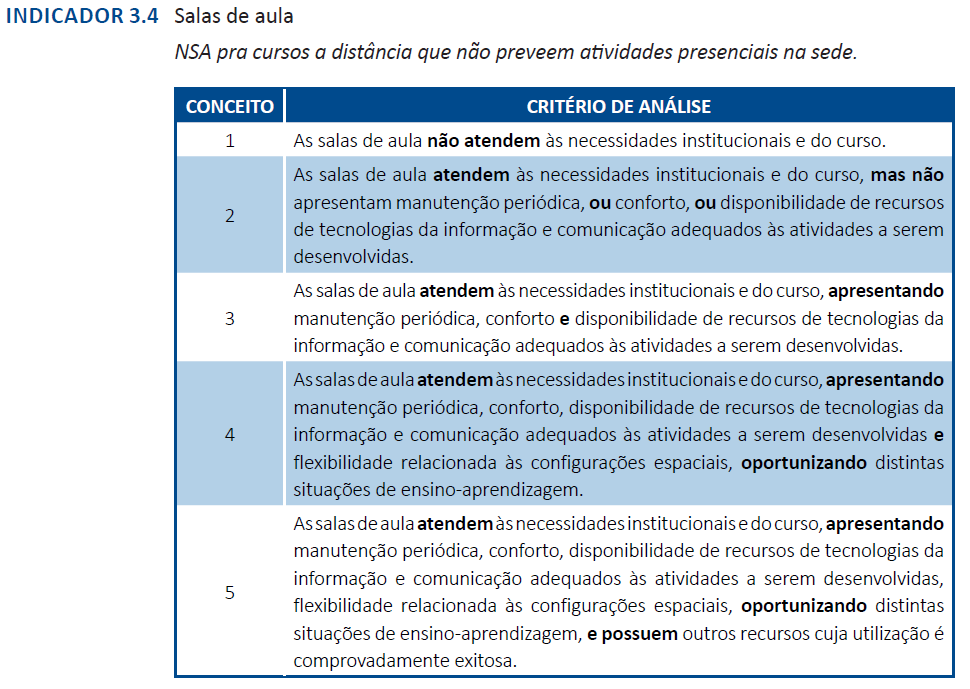 INDICADOR 3.4 Salas de aula
NSA pra cursos a distância que não preveem atividades presenciais na sede.
CONCEITO CRITÉRIO DE ANÁLISE
1 As salas de aula não atendem às necessidades institucionais e do curso.
As salas de aula atendem às necessidades institucionais e do curso, mas não
apresentam manutenção periódica, ou conforto, ou disponibilidade de recursos
2
de tecnologias da informação e comunicação adequados às atividades a serem
desenvolvidas.
As salas de aula atendem às necessidades institucionais e do curso, apresentando
3 manutenção periódica, conforto e disponibilidade de recursos de tecnologias da
informação e comunicação adequados às atividades a serem desenvolvidas.
As salas de aula atendem às necessidades institucionais e do curso, apresentando
manutenção periódica, conforto, disponibilidade de recursos de tecnologias da
4 informação e comunicação adequados às atividades a serem desenvolvidas e
flexibilidade relacionada às configurações espaciais, oportunizando distintas
situações de ensino-aprendizagem.
As salas de aula atendem às necessidades institucionais e do curso, apresentando
manutenção periódica, conforto, disponibilidade de recursos de tecnologias da
informação e comunicação adequados às atividades a serem desenvolvidas,
5
flexibilidade relacionada às configurações espaciais, oportunizando distintas
situações de ensino-aprendizagem, e possuem outros recursos cuja utilização é
comprovadamente exitosa.